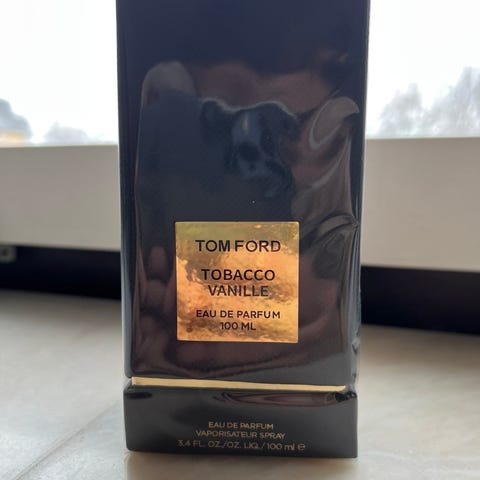 TOM FORD
TOBACCO
VANILLE
EAU DE PARFUM
100 ML
EAU DE PARFUM
VAPORISATEUR SPRAY
3.4 FL. OZ./OZ. LIQ./100 ml ℮